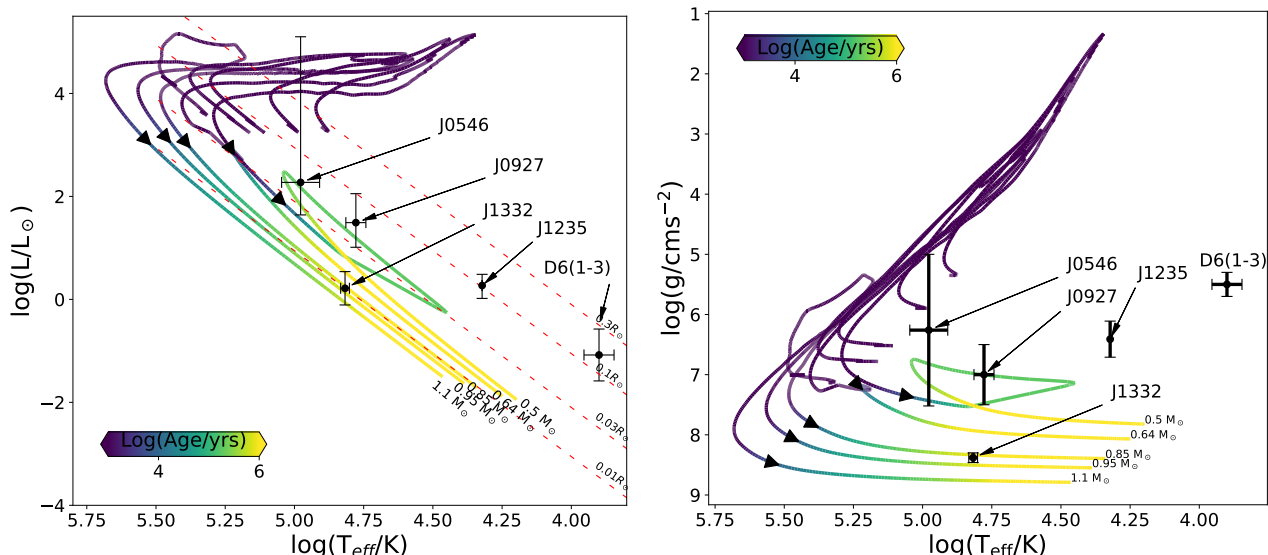 4
2
0
−2
−4
log(L/L⊙)
5.75
5.50
5.25
5.00
4.75
4.50
4.25
4.00
log(Teff/K)
J0546
J0927
J1332
J1235
D6(1-3)
0.3R⊙
0.1R⊙
0.03R⊙
0.01R⊙
0.5 M⊙
0.64 M⊙
0.85 M⊙
0.95 M⊙
1.1 M⊙
Log(Age/yrs)
4
6
1
2
3
4
5
6
7
8
9
log(g/cms−2)
Log(Age/yrs)
4
6
D6(1-3)
J0546
J1235
J0927
J1332
0.5 M⊙
0.64 M⊙
0.85 M⊙
0.95 M⊙
1.1 M⊙
5.75
5.50
5.25
5.00
4.75
4.50
4.25
4.00
log(Teff/K)